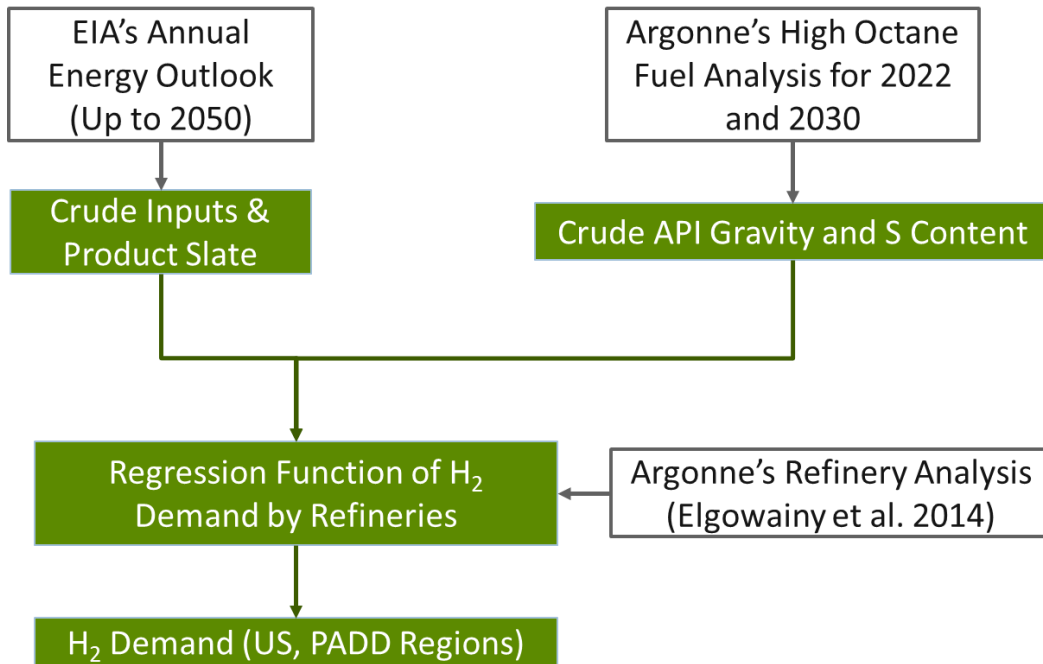 EIA’s Annual
Energy Outlook
(Up to 2050)
Argonne’s High Octane
Fuel Analysis for 2022
and 2030
Crude Inputs &
Product Slate
Crude API Gravity and S Content
Regression Function of H₂
Demand by Refineries
Argonne’s Refinery Analysis
(Elgowainy et al. 2014)
H₂ Demand (US, PADD Regions)